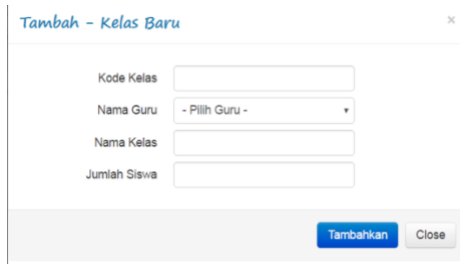 Tambah - Kelas Baru ×
Kode Kelas
Nama Guru - Pilih Guru -
Nama Kelas
Jumlah Siswa
Tambahkan Close